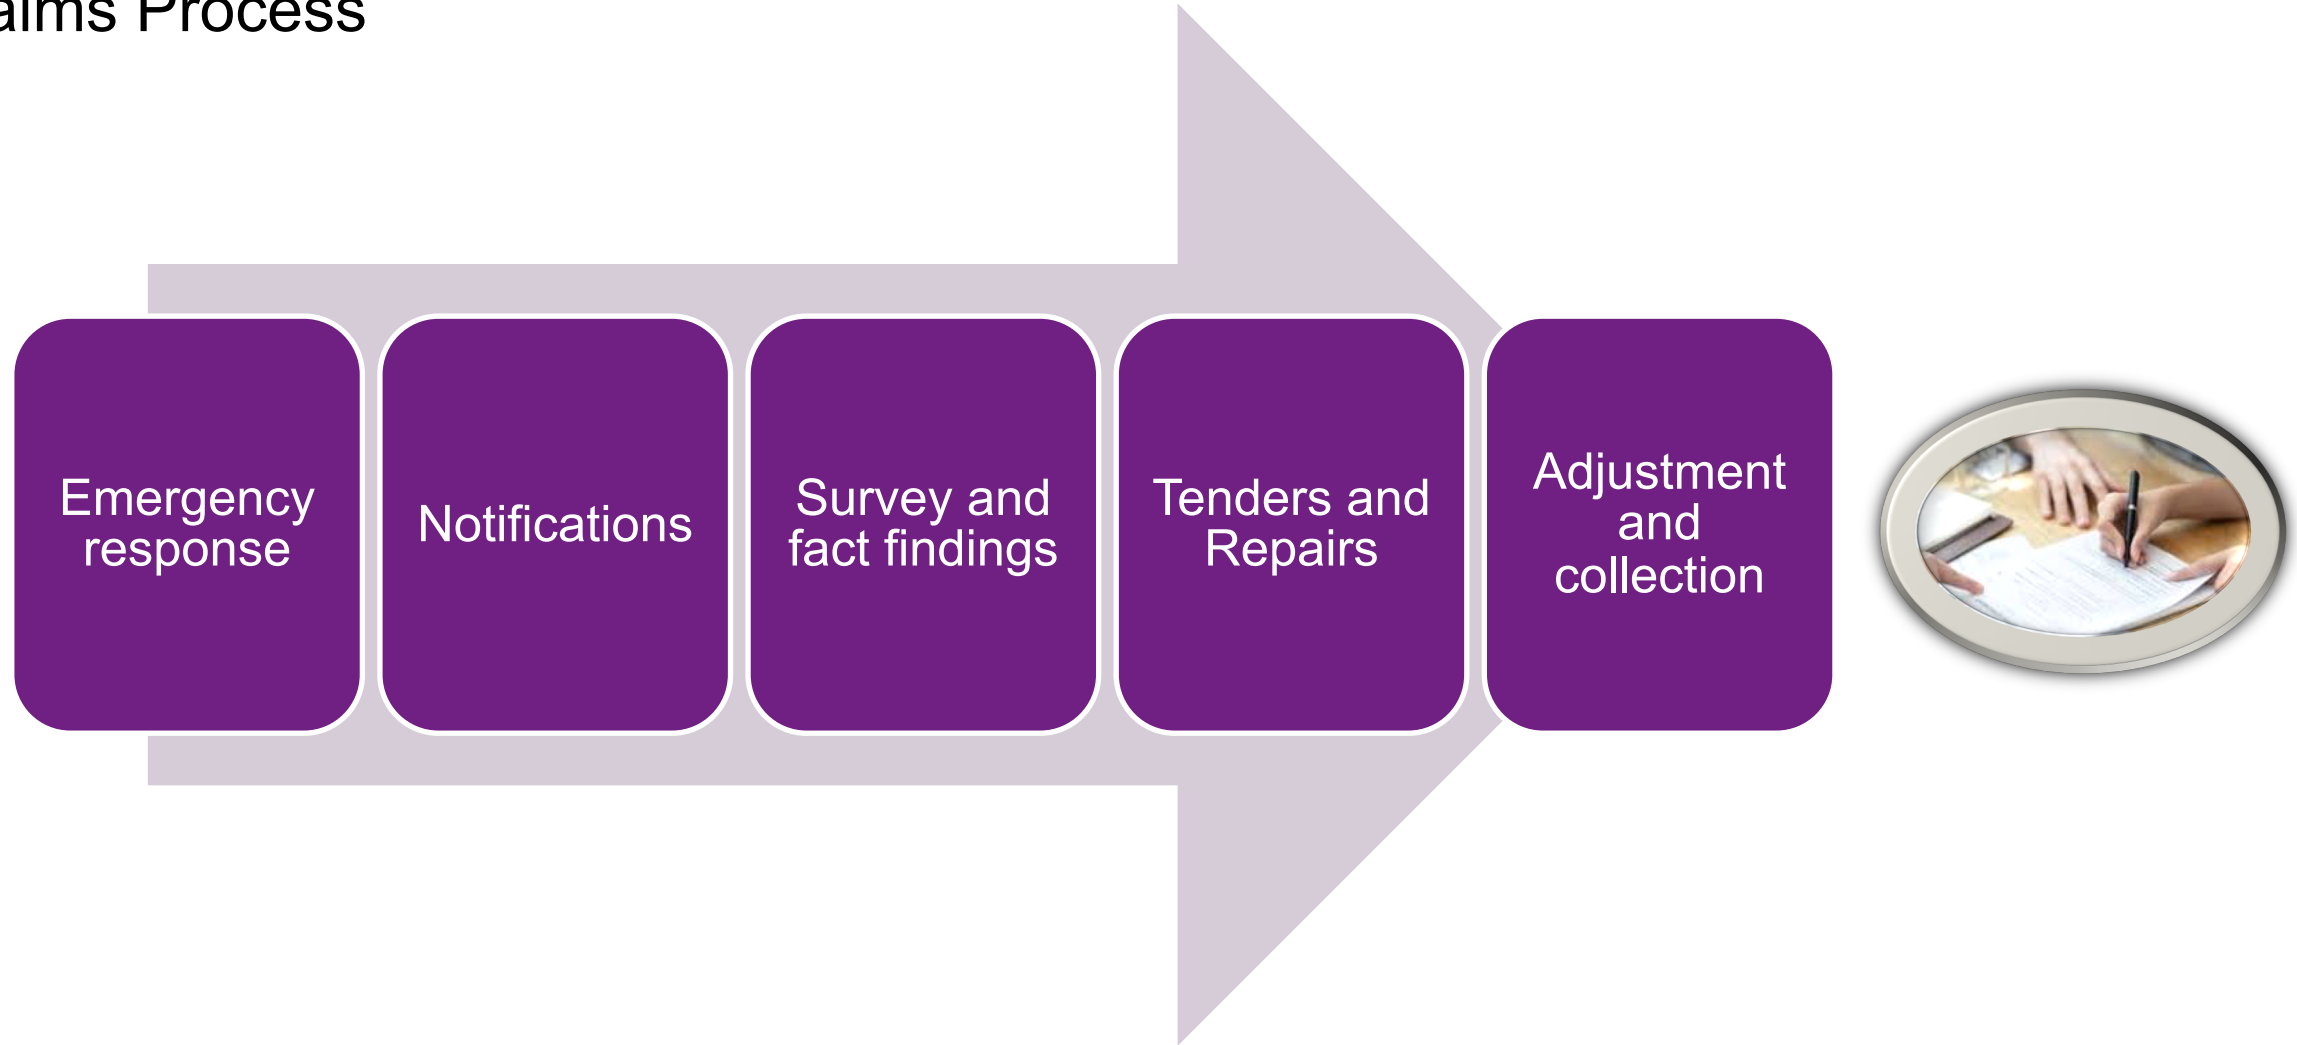 aims Process
Emergency
response
Notifications
Survey and
fact findings
Tenders and
Repairs
Adjustment
and
collection